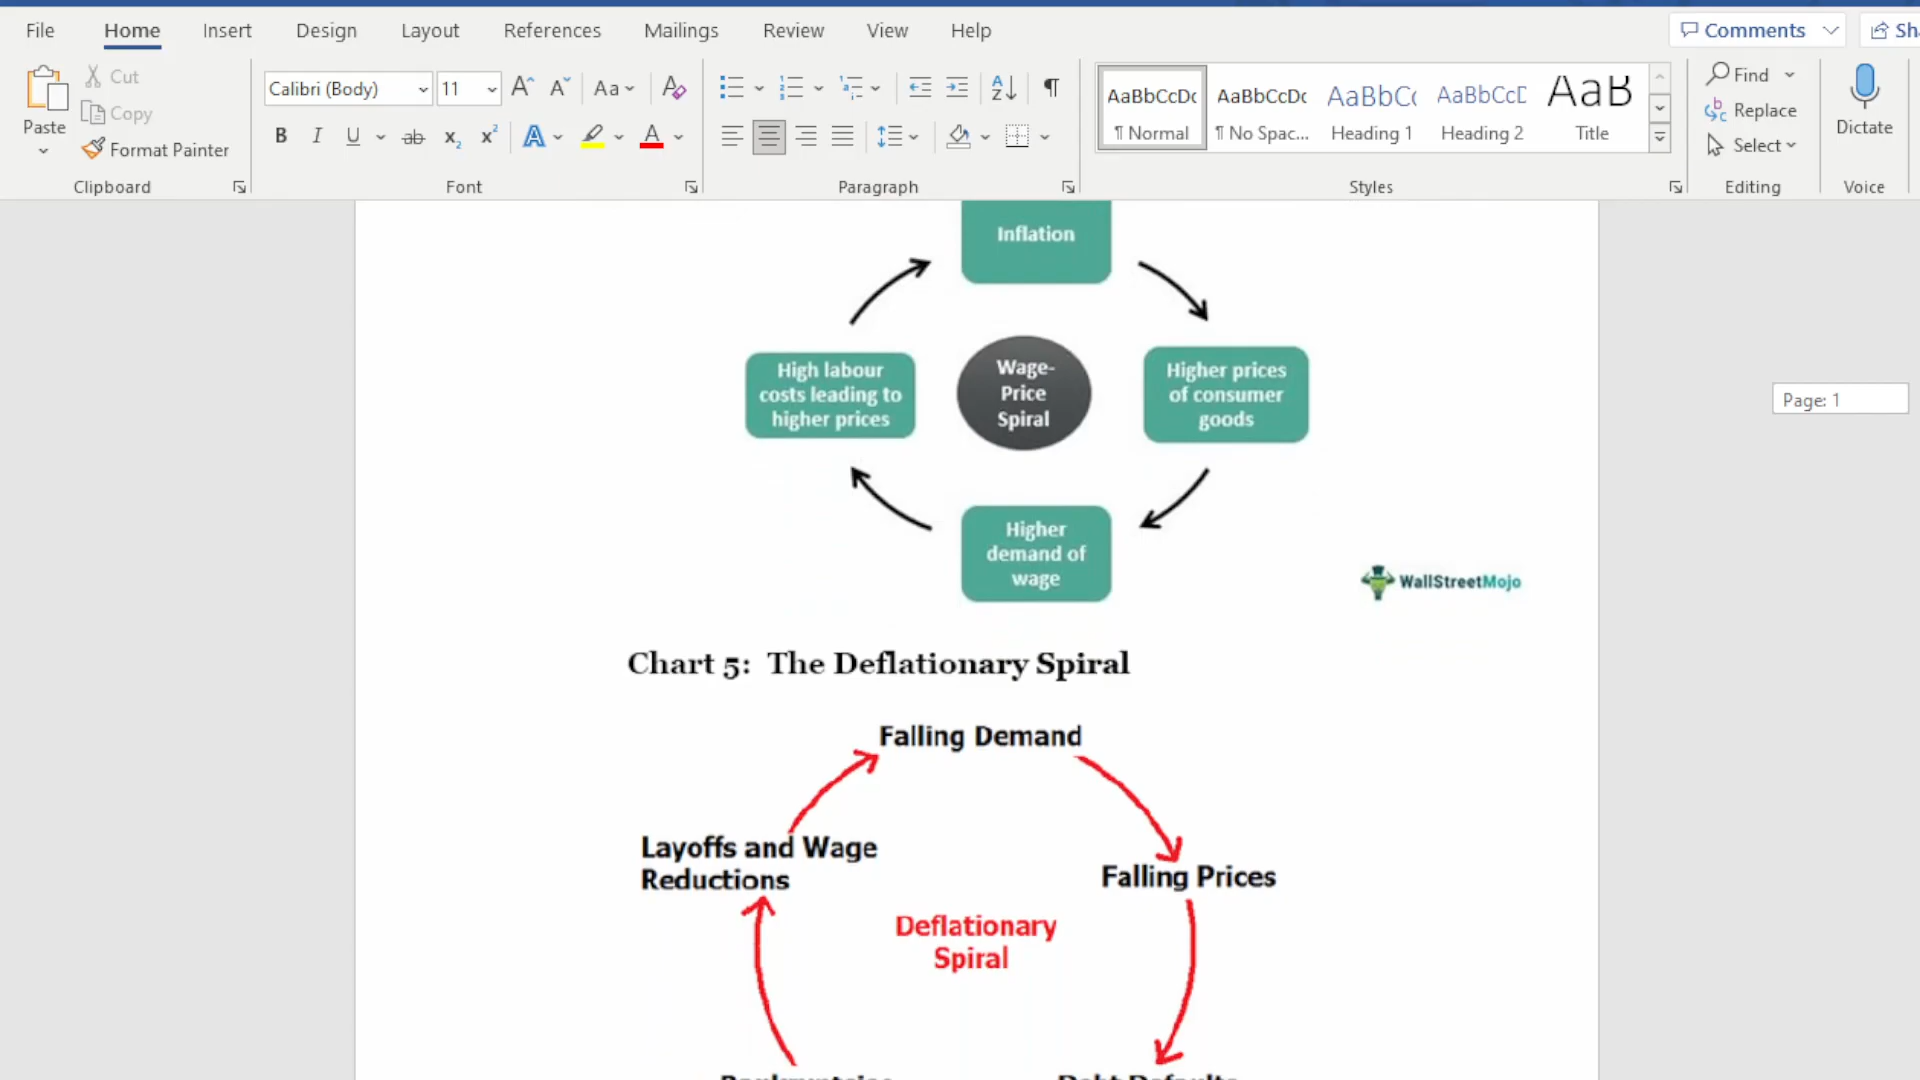 File Home Insert Design Layout References Mailings Review View Help Comments Sha
Paste
Cut
Copy
Format Painter
Clipboard
Calibri (Body) 11
Font
Paragraph
AaBbCcDc
¶ Normal
AaBbCcDc
¶ No Spac...
AaBbCc
Heading 1
AaBbCcD
Heading 2
AaB
Title
Styles
Find
Replace
Select
Editing
Dictate
Voice
Page: 1
Inflation
High labour
costs leading to
higher prices
Wage-
Price
Spiral
Higher prices
of consumer
goods
Higher
demand of
wage
WallStreetMojo
Chart 5: The Deflationary Spiral
Falling Demand
Layoffs and Wage
Reductions
Falling Prices
Deflationary
Spiral
Debt Defaults